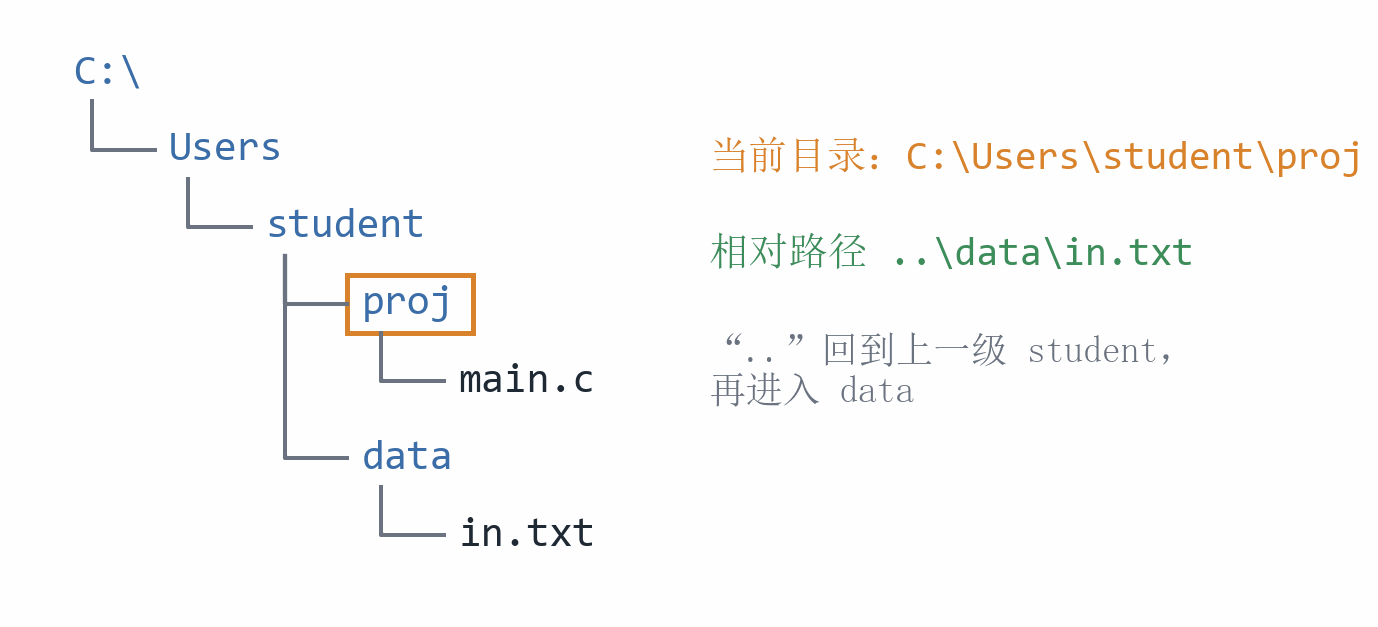 C:\
Users
student
proj
main.c
data
in.txt
当前目录：C:\Users\student\proj
相对路径 ..\data\in.txt
“..”回到上一级 student，
再进入 data